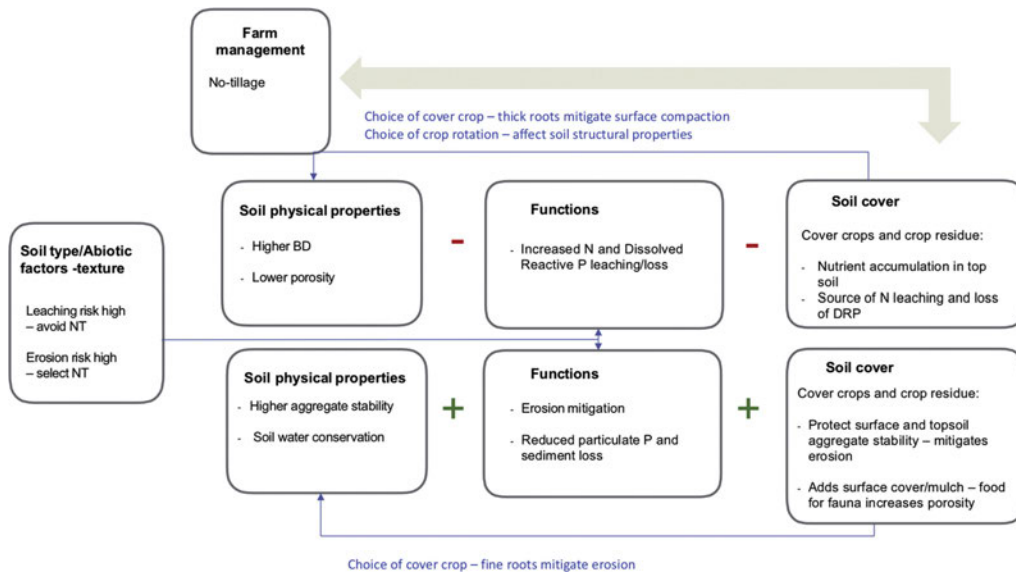 Farm
management
No-tillage
Choice of cover crop – thick roots mitigate surface compaction
Choice of crop rotation – affect soil structural properties
Soil type/Abiotic
factors -texture
Leaching risk high
– avoid NT
Erosion risk high
– select NT
Soil physical properties
- Higher BD
- Lower porosity
-
Functions
- Increased N and Dissolved
Reactive P leaching/loss
-
Soil cover
Cover crops and crop residue:
- Nutrient accumulation in top
soil
- Source of N leaching and loss
of DRP
Soil physical properties
- Higher aggregate stability
- Soil water conservation
+
Functions
- Erosion mitigation
- Reduced particulate P and
sediment loss
+
Soil cover
Cover crops and crop residue:
- Protect surface and topsoil
aggregate stability – mitigates
erosion
- Adds surface cover/mulch – food
for fauna increases porosity
Choice of cover crop – fine roots mitigate erosion